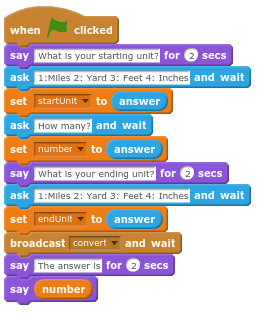 when clicked
say What is your starting unit? for 2 secs
ask 1:Miles 2: Yard 3: Feet 4: Inches and wait
set startUnit to answer
ask How many? and wait
set number to answer
say What is your ending unit? for 2 secs
ask 1:Miles 2: Yard 3: Feet 4: Inches and wait
set endUnit to answer
broadcast convert and wait
say The answer is for 2 secs
say number